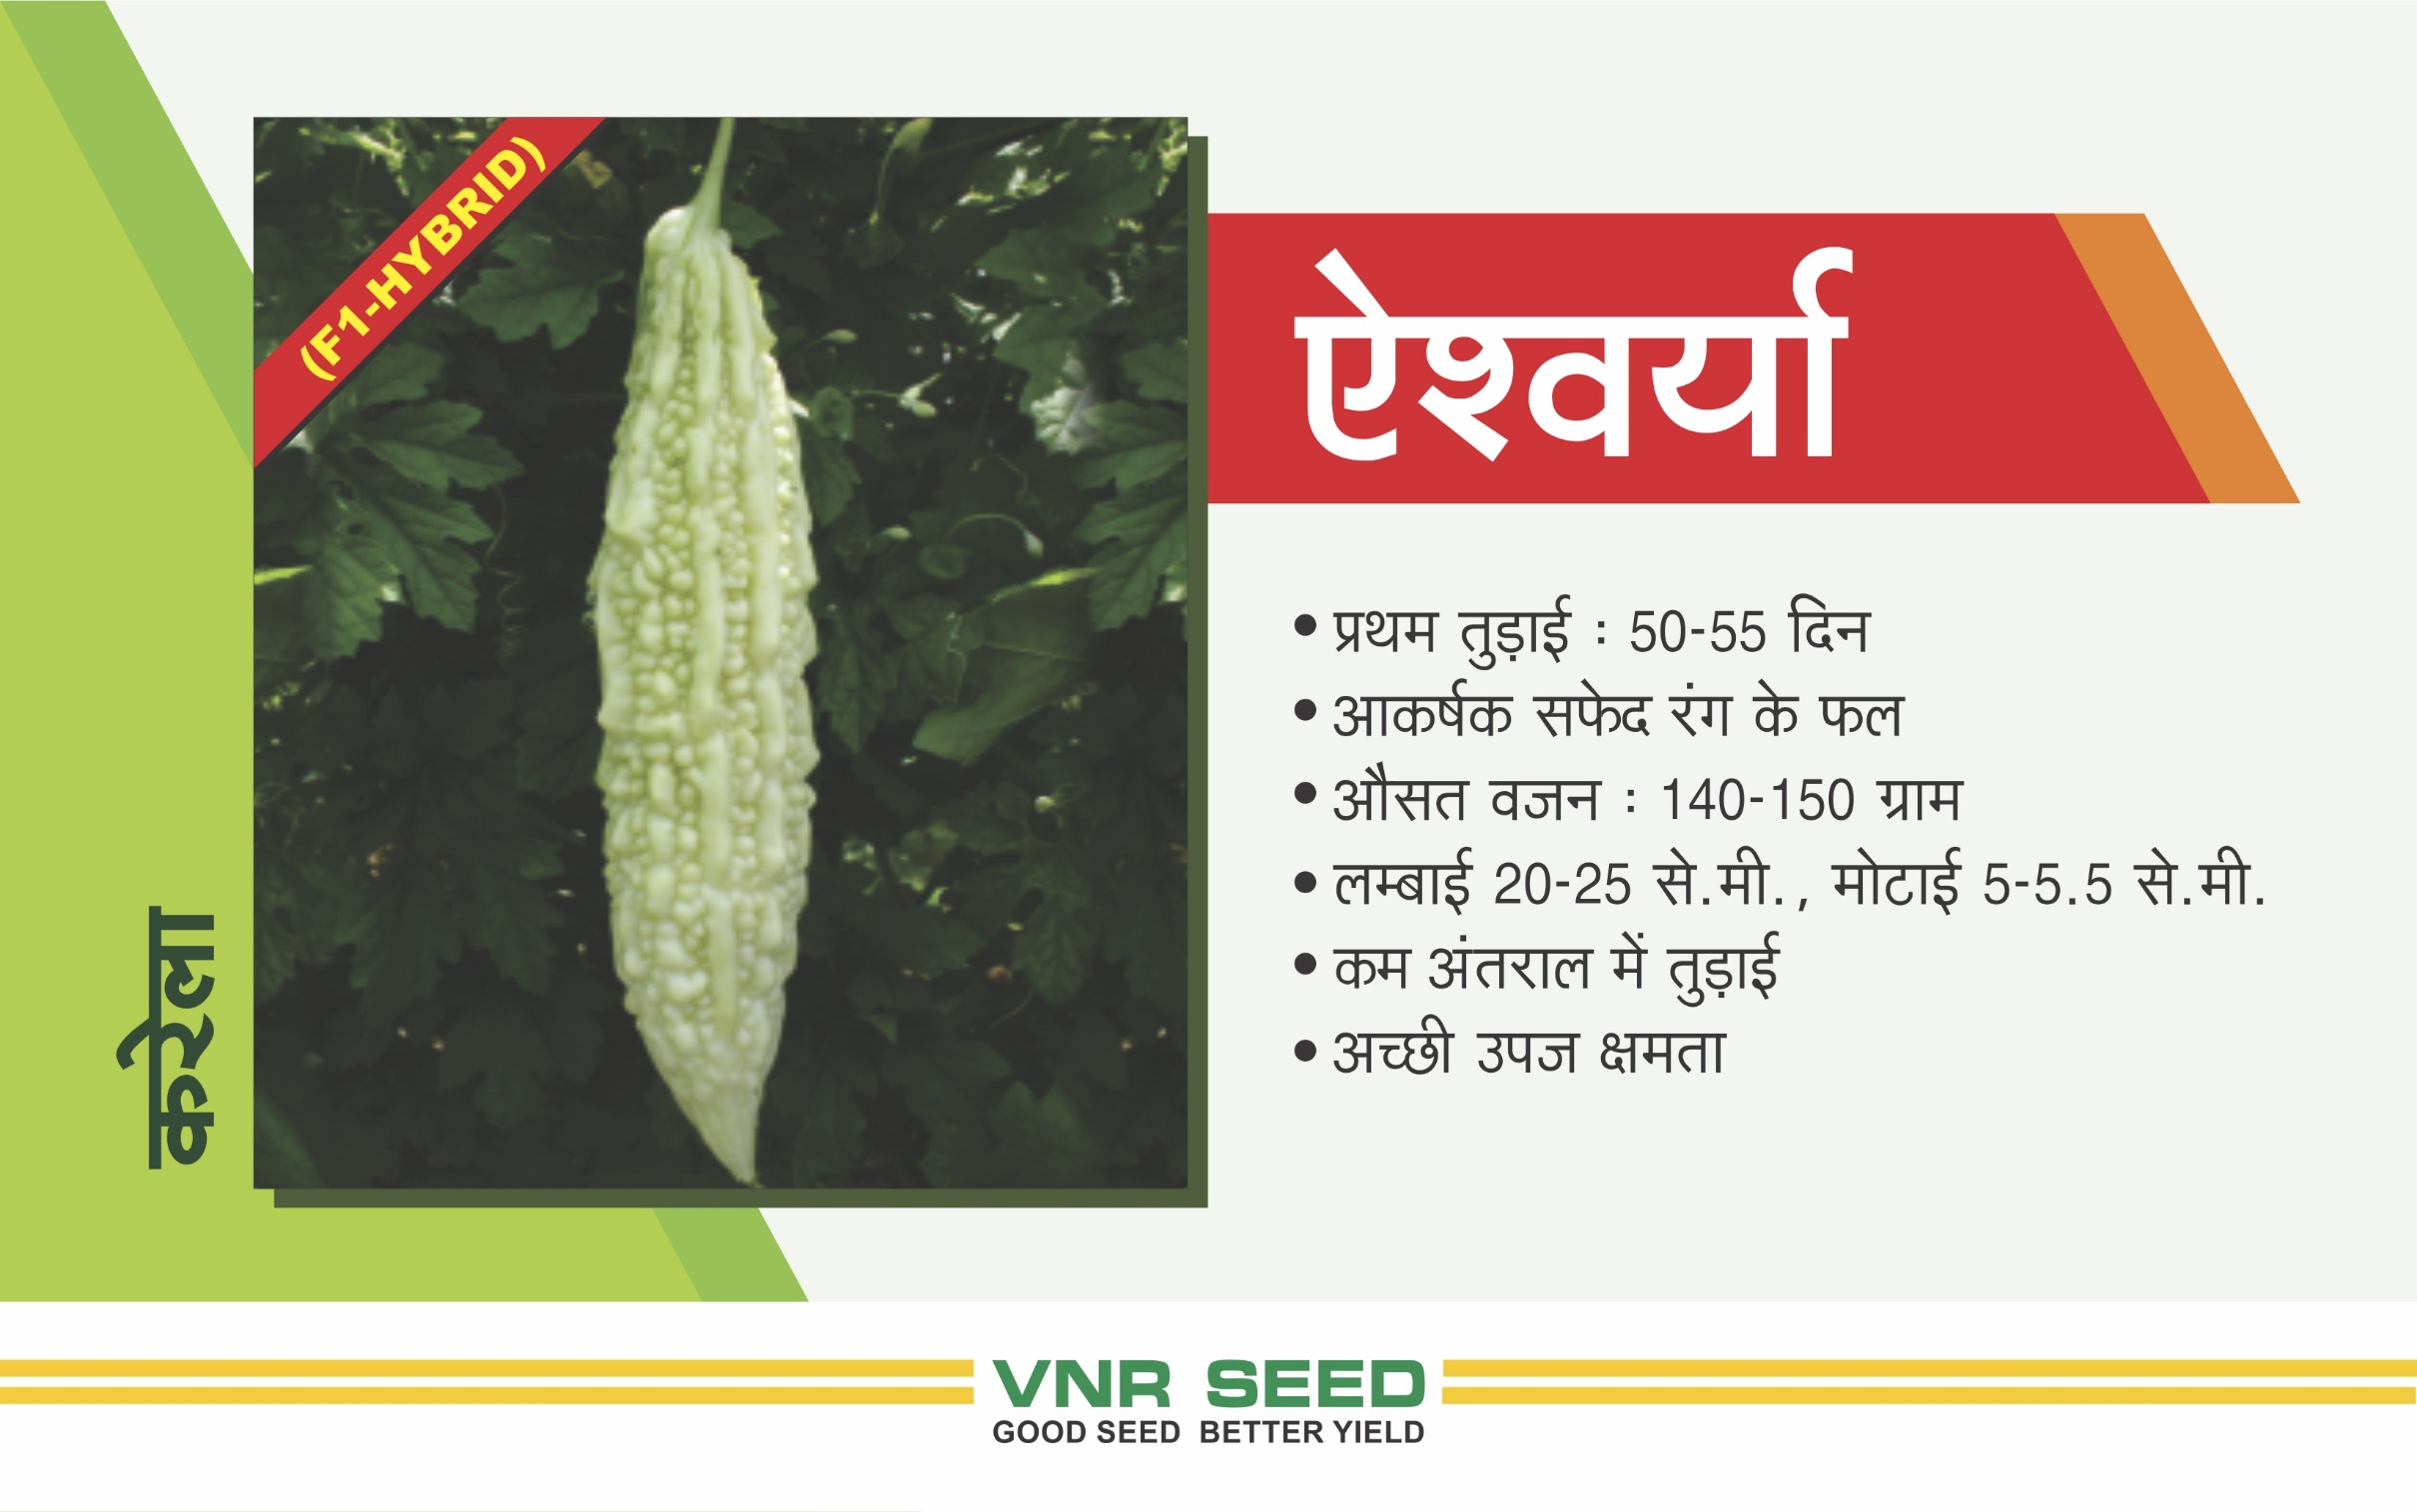 (F1-HYBRID))
ऐश्वर्या
करेला
• प्रथम तुड़ाई : 50-55 दिन
• आकर्षक सफेद रंग के फल
• औसत वजन : 140-150 ग्राम
• लम्बाई 20-25 से.मी., मोटाई 5-5.5 से.मी.
• कम अंतराल में तुड़ाई
• अच्छी उपज क्षमता
VNR SEED
GOOD SEED BETTER YIELD